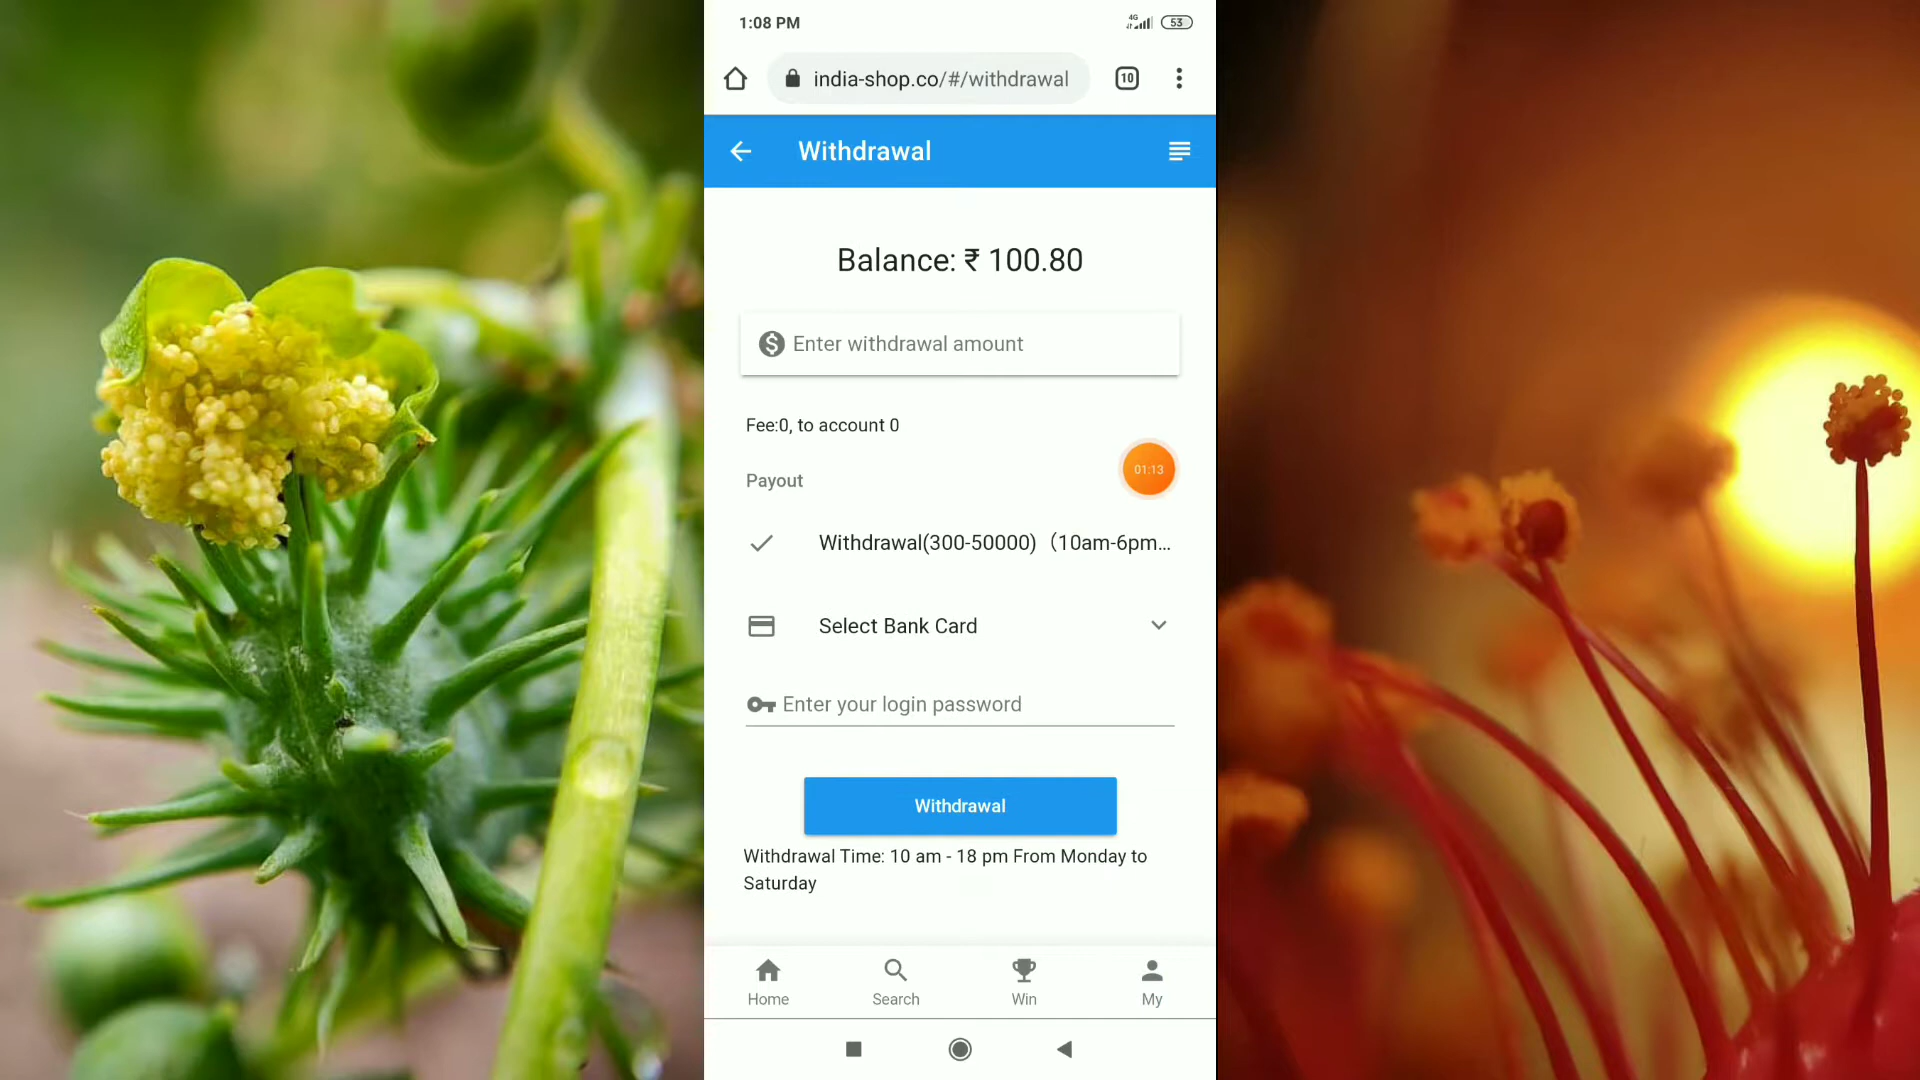 1:08 PM
4G
53
india-shop.co/#/withdrawal
10
Withdrawal
Balance: ₹ 100.80
Enter withdrawal amount
Fee:0, to account 0
01:13
Payout
Withdrawal(300-50000)（10am-6pm...
Select Bank Card
Enter your login password
Withdrawal
Withdrawal Time: 10 am - 18 pm From Monday to
Saturday
Home
Search
Win
My